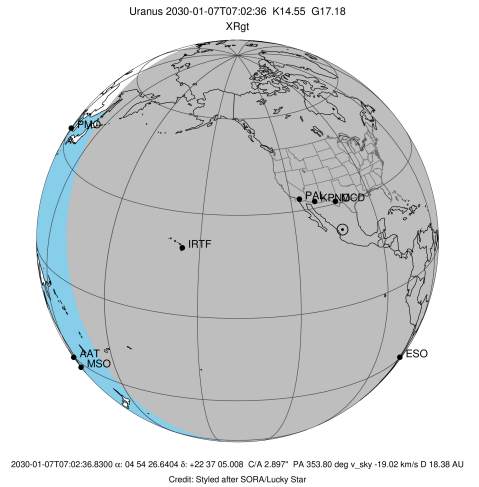 Uranus 2030-01-07T07:02:36 K14.55 G17.18
XRgt
PMO
PAL KPNO MCD
IRTF
AAT
ESO
MSO
2030-01-07T07:02:36.8300 α: 04 54 26.6404 δ: +22 37 05.008 C/A 2.897" PA 353.80 deg v_sky -19.02 km/s D 18.38 AU
Credit: Styled after SORA/Lucky Star